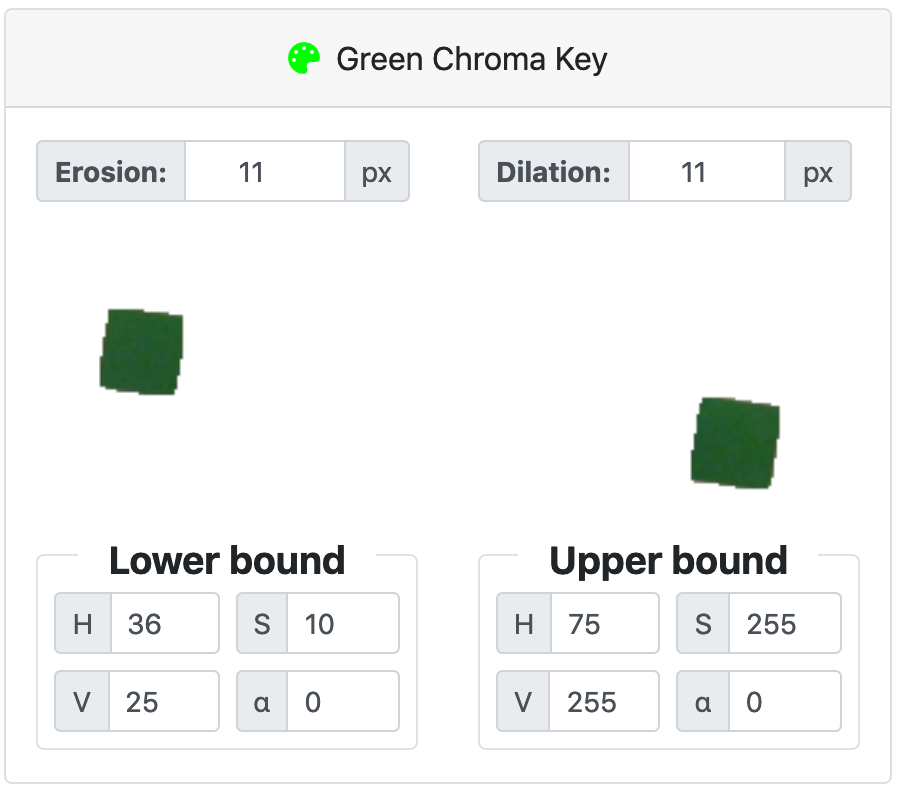 Green Chroma Key
Erosion: 11 px Dilation: 11 px
Lower bound Upper bound
H 36 S 10 H 75 S 255
V 25 α 0 V 255 α 0